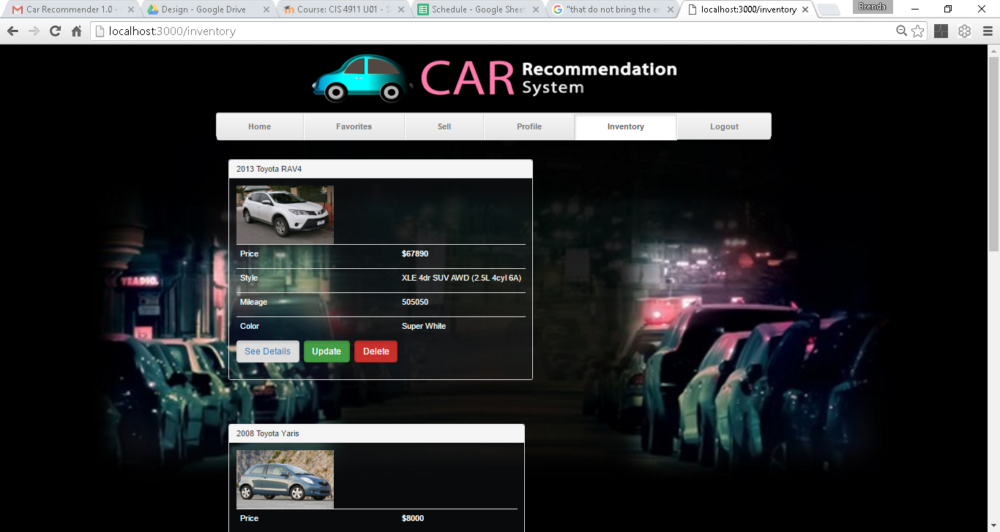 Car Recommender 1.0 -
Design - Google Drive
Course: CIS 4911 U01 - S
Schedule - Google Sheet
"that do not bring the ex
localhost:3000/inventory
Brenda
localhost:3000/inventory
CAR Recommendation
System
Home Favorites Sell Profile Inventory Logout
2013 Toyota RAV4
Price $67890
Style XLE 4dr SUV AWD (2.5L 4cyl 6A)
Mileage 505050
Color Super White
See Details Update Delete
YEADIO.
2008 Toyota Yaris
Price $8000